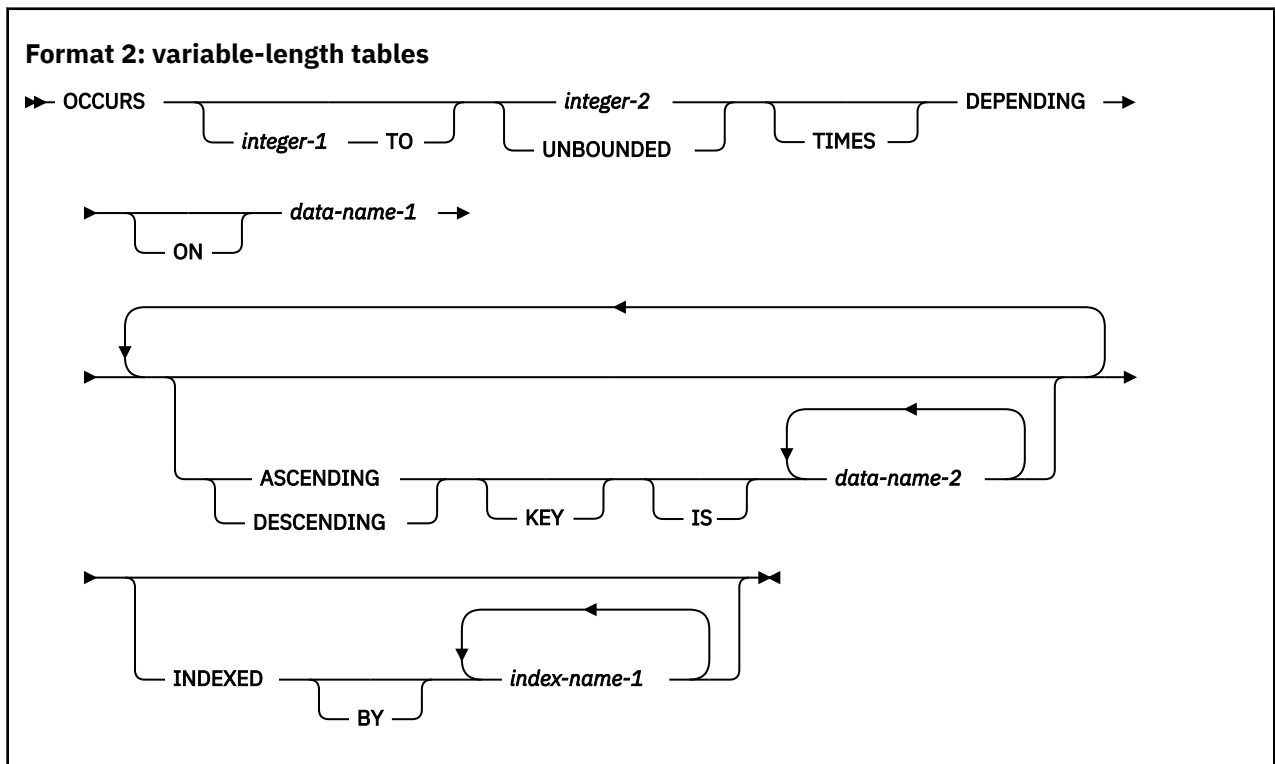 Format 2: variable-length tables
OCCURS integer-2 DEPENDING
integer-1 TO UNBOUNDED TIMES
data-name-1
ON
ASCENDING data-name-2
DESCENDING KEY IS
INDEXED index-name-1
BY